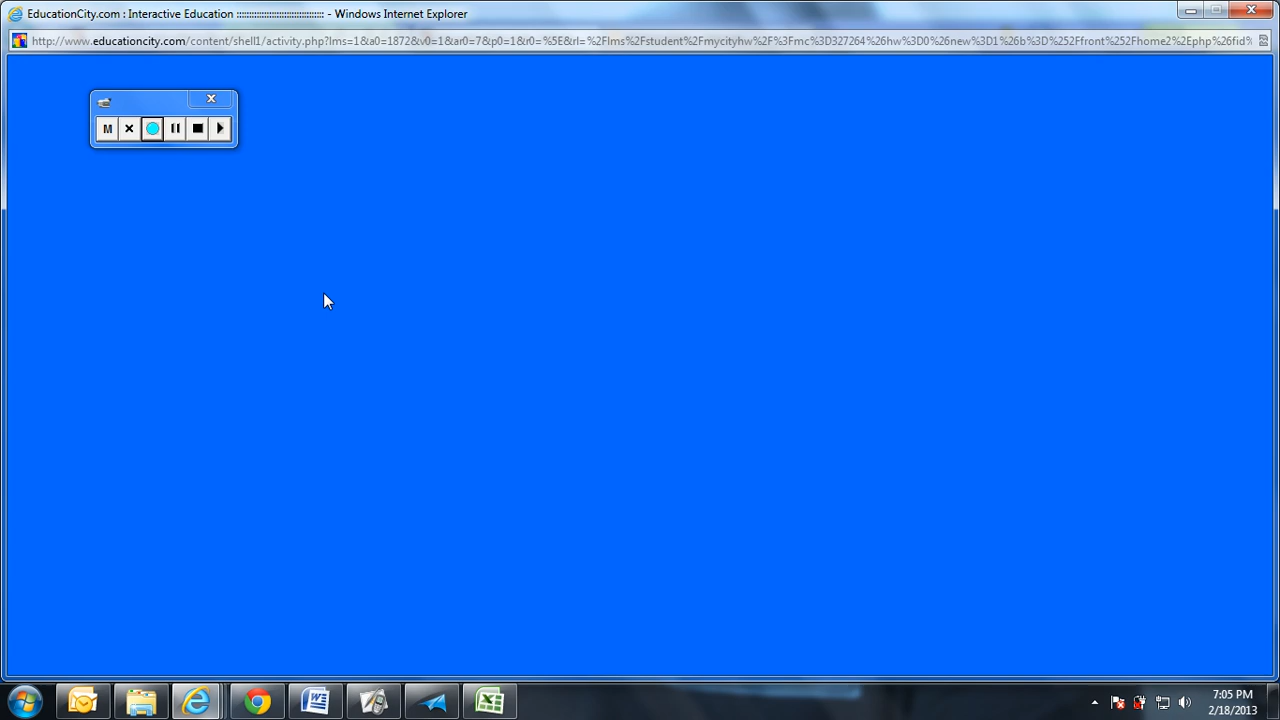 EducationCity.com : Interactive Education ::::::::::::::::::::::::::::::::: - Windows Internet Explorer
http://www.educationcity.com/content/shell1/activity.php?lms=1&a0=1872&v0=1&ar0=7&p0=1&r0=%5E&rl=%2Flms%2Fstudent%2Fmycityhw%2F%3Fmc%3D327264%26hw%3D0%26new%3D1%26b%3D%252Ffront%252Fhome2%2Ephp%26fid%
M
7:05 PM
2/18/2013